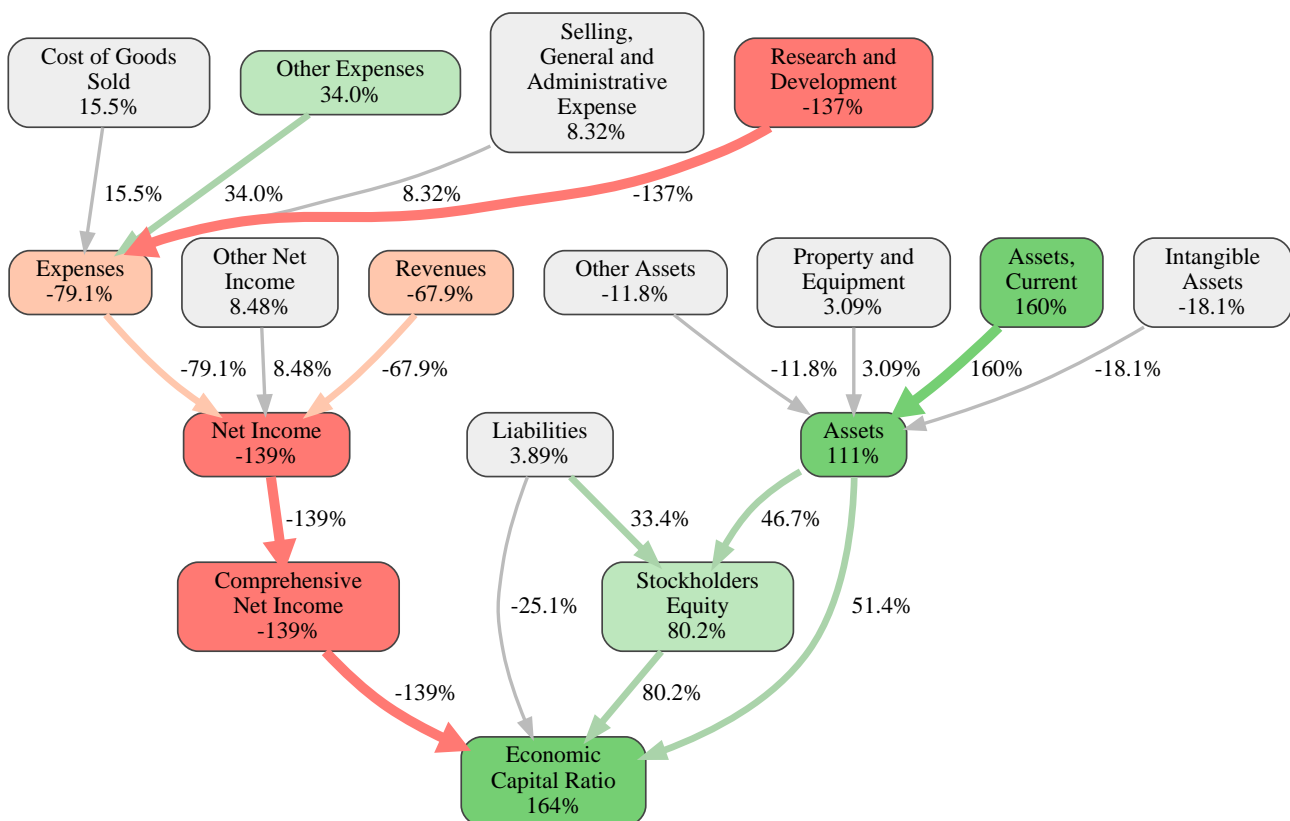 Cost of Goods
Sold
15.5%
Other Expenses
34.0%
Selling,
General and
Administrative
Expense
8.32%
Research and
Development
-137%
15.5%
34.0%
8.32%
-137%
Expenses
-79.1%
Other Net
Income
8.48%
Revenues
-67.9%
Other Assets
-11.8%
Property and
Equipment
3.09%
Assets,
Current
160%
Intangible
Assets
-18.1%
-79.1%
8.48%
-67.9%
-11.8%
3.09%
160%
-18.1%
Net Income
-139%
Liabilities
3.89%
Assets
111%
-139%
33.4%
46.7%
Comprehensive
Net Income
-139%
-25.1%
Stockholders
Equity
80.2%
51.4%
-139%
80.2%
Economic
Capital Ratio
164%